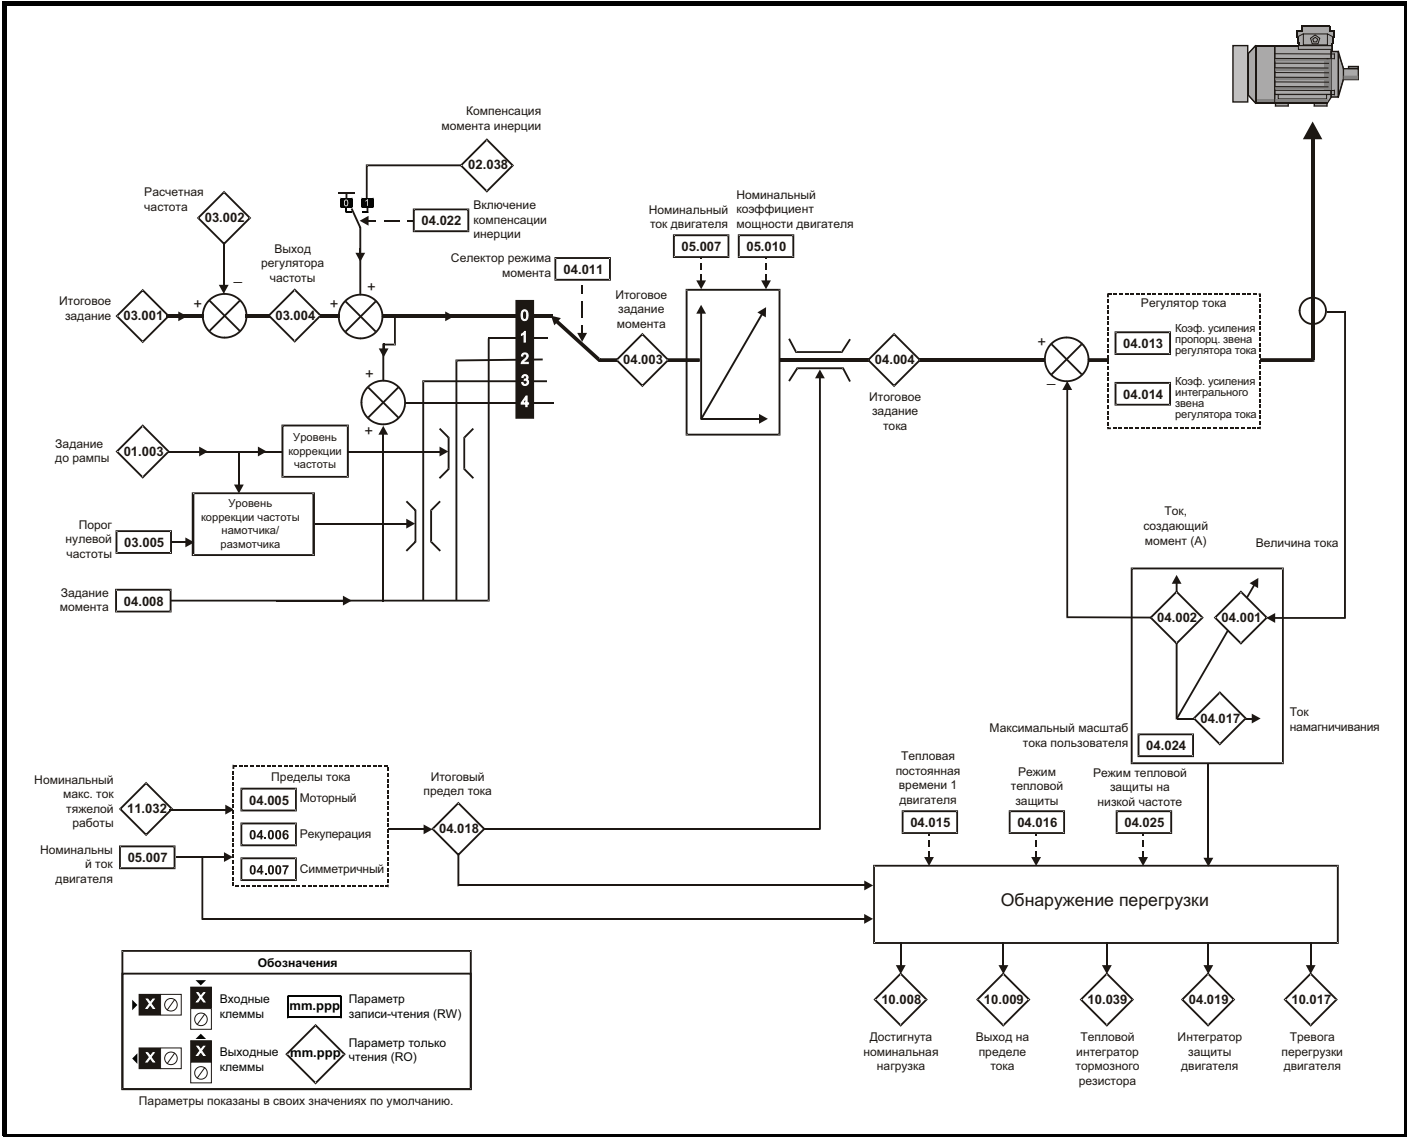 Компенсация
момента инерции
02.038
Расчетная
частота
03.002
0
1
04.022
Включение
компенсации
инерции
Номинальный
ток двигателя
05.007
Номинальный
коэффициент
мощности двигателя
05.010
Выход
регулятора
частоты
Селектор режима
момента
04.011
Итоговое
задание
03.001
+
–
03.004
+
+
0
1
2
3
4
Итоговое
задание
момента
04.003
04.004
Итоговое
задание
тока
+
–
Регулятор тока
04.013
Коэф. усиления
пропорц. звена
регулятора тока
04.014
Коэф. усиления
интегрального
звена
регулятора тока
+
+
Задание
до рампы
01.003
Уровень
коррекции
частоты
Уровень
коррекции частоты
намотчика/
размотчика
Порог
нулевой
частоты
03.005
Задание
момента
04.008
Ток,
создающий
момент (А)
Величина тока
04.002
04.001
04.017
Ток
намагничивания
Максимальный масштаб
тока пользователя
04.024
Номинальный
макс. ток
тяжелой
работы
11.032
Номинальны
й ток
двигателя
05.007
Пределы тока
04.005 Моторный
04.006 Рекуперация
04.007 Симметричный
Итоговый
предел тока
04.018
Тепловая
постоянная
времени 1
двигателя
04.015
Режим
тепловой
защиты
04.016
Режим тепловой
защиты на
низкой частоте
04.025
Обнаружение перегрузки
10.008
Достигнута
номинальная
нагрузка
10.009
Выход на
пределе
тока
10.039
Тепловой
интегратор
тормозного
резистора
04.019
Интегратор
защиты
двигателя
10.017
Тревога
перегрузки
двигателя
Обозначения
X
X
Входные
клеммы
mm.ppp
Параметр
записи-чтения (RW)
X
X
Выходные
клеммы
mm.ppp
Параметр только
чтения (RO)
Параметры показаны в своих значениях по умолчанию.